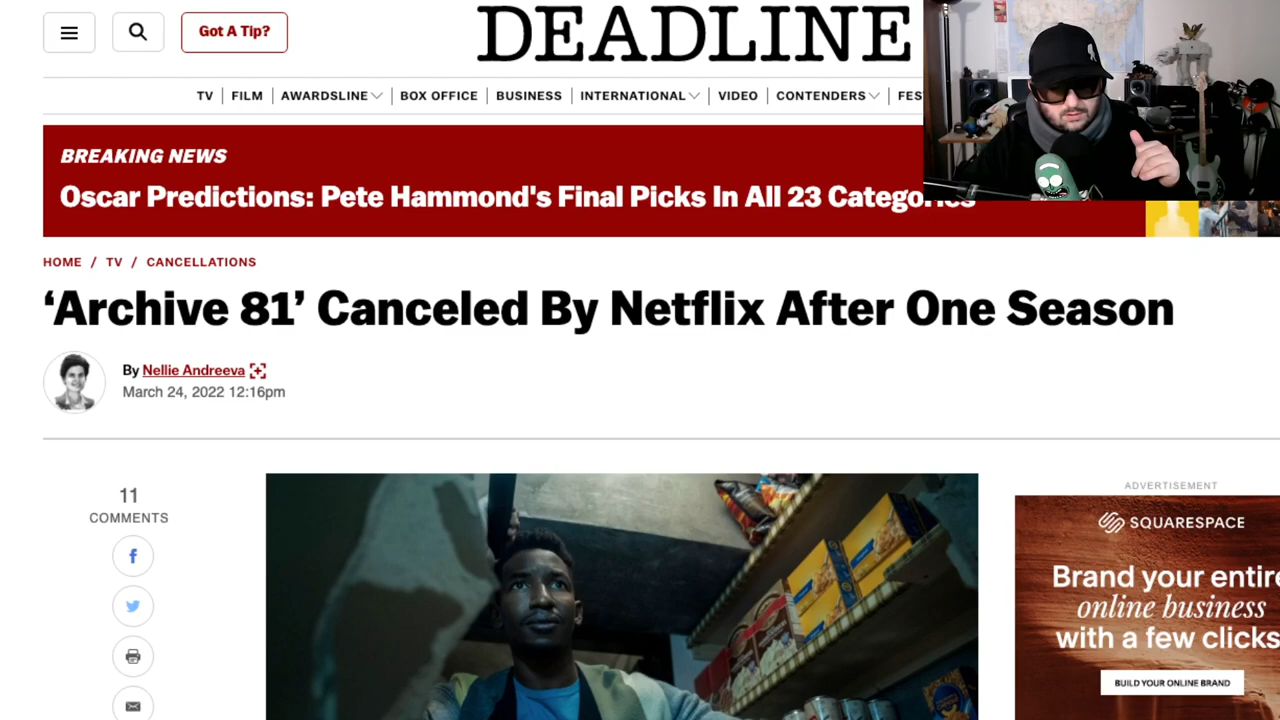 DEADLINE
Got A Tip?
TV FILM AWARDSLINE BOX OFFICE BUSINESS INTERNATIONAL VIDEO CONTENDERS FES
BREAKING NEWS
Oscar Predictions: Pete Hammond's Final Picks In All 23 Categories
HOME / TV / CANCELLATIONS
‘Archive 81’ Canceled By Netflix After One Season
By Nellie Andreeva
March 24, 2022 12:16pm
11
COMMENTS
ADVERTISEMENT
SQUARESPACE
Brand your entire
online business
with a few clicks
BUILD YOUR ONLINE BRAND